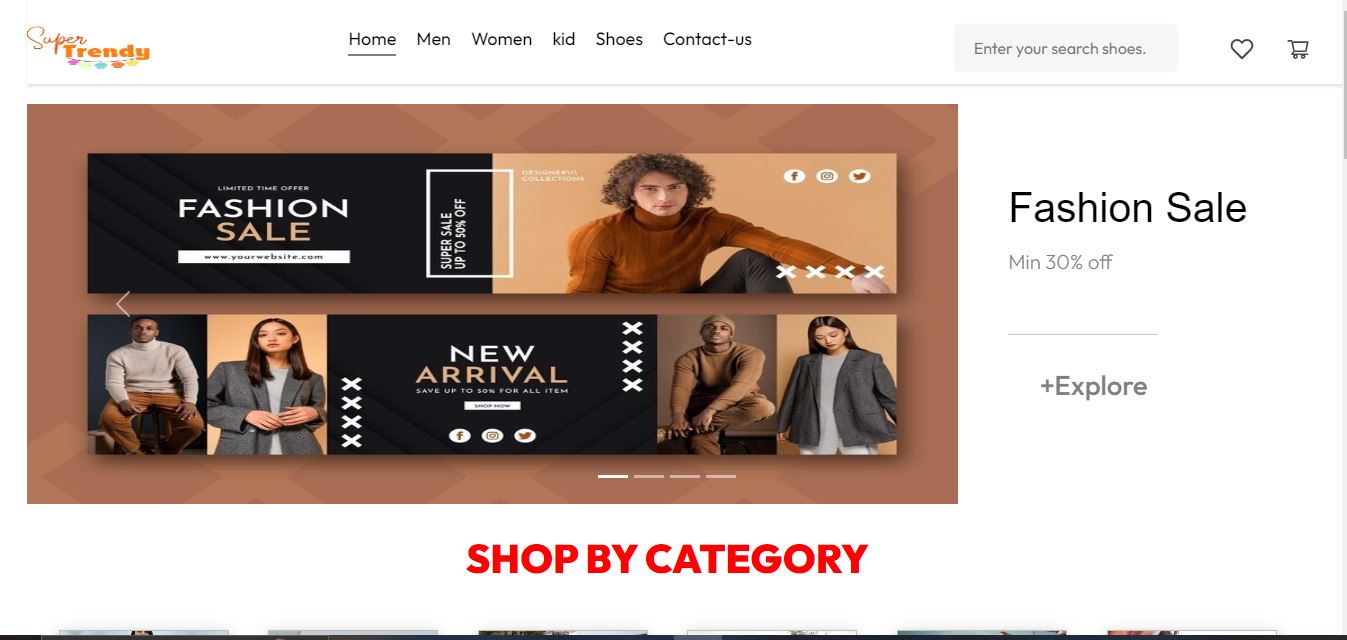 Super
Trendy
Home Men Women kid Shoes Contact-us
Enter your search shoes.
LIMITED TIME OFFER
FASHION
SALE
www.yourwebsite.com
SUPER SALE
UP TO 50% OFF
DESIGNER\\\
COLLECTIONS
NEW
ARRIVAL
SAVE UP TO 50% FOR ALL ITEM
SHOP NOW
Fashion Sale
Min 30% off
+Explore
SHOP BY CATEGORY